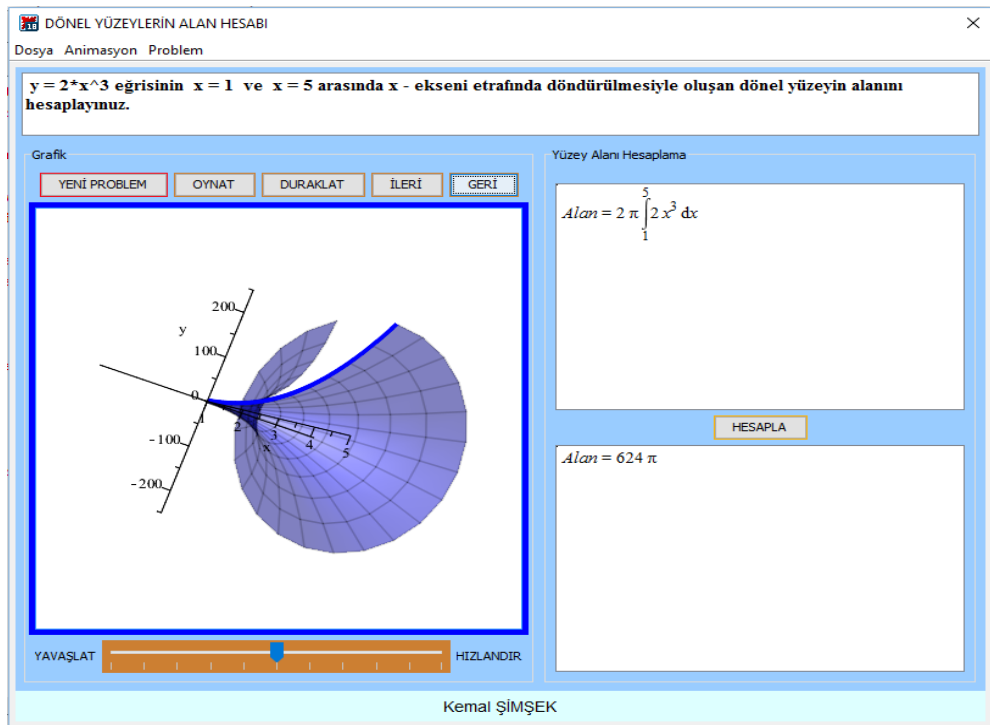 DÖNEL YÜZEYLERİN ALAN HESABI
Dosya Animasyon Problem
y = 2*x^3 eğrisinin x = 1 ve x = 5 arasında x - ekseni etrafında döndürülmesiyle oluşan dönel yüzeyin alanını
hesaplayınız.
Grafik
YENİ PROBLEM OYNAT DURAKLAT İLERİ GERİ
200
y
100
0
1
2
3
4
5
x
-100
-200
YAVAŞLAT HIZLANDIR
Yüzey Alanı Hesaplama
5
Alan = 2 π ∫ 2 x³ dx
1
HESAPLA
Alan = 624 π
Kemal ŞİMŞEK